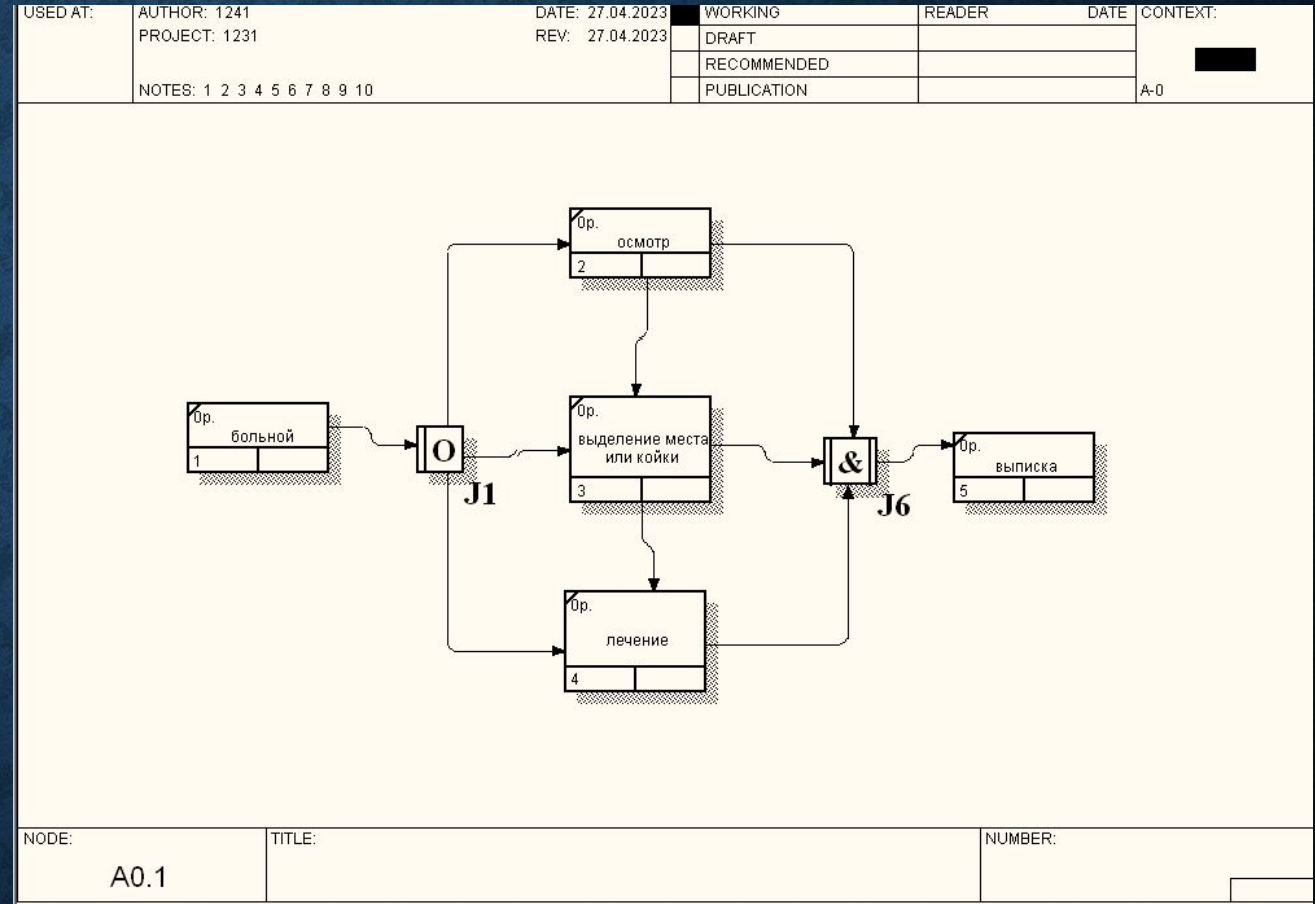 USED AT:
AUTHOR: 1241
DATE: 27.04.2023
WORKING
READER
DATE
CONTEXT:
PROJECT: 1231
REV: 27.04.2023
DRAFT
RECOMMENDED
NOTES: 1 2 3 4 5 6 7 8 9 10
PUBLICATION
A-0
0р.
осмотр
2
0р.
больной
1
O
J1
0р.
выделение места
или койки
3
&
J6
0р.
выписка
5
0р.
лечение
4
NODE:
TITLE:
NUMBER:
A0.1